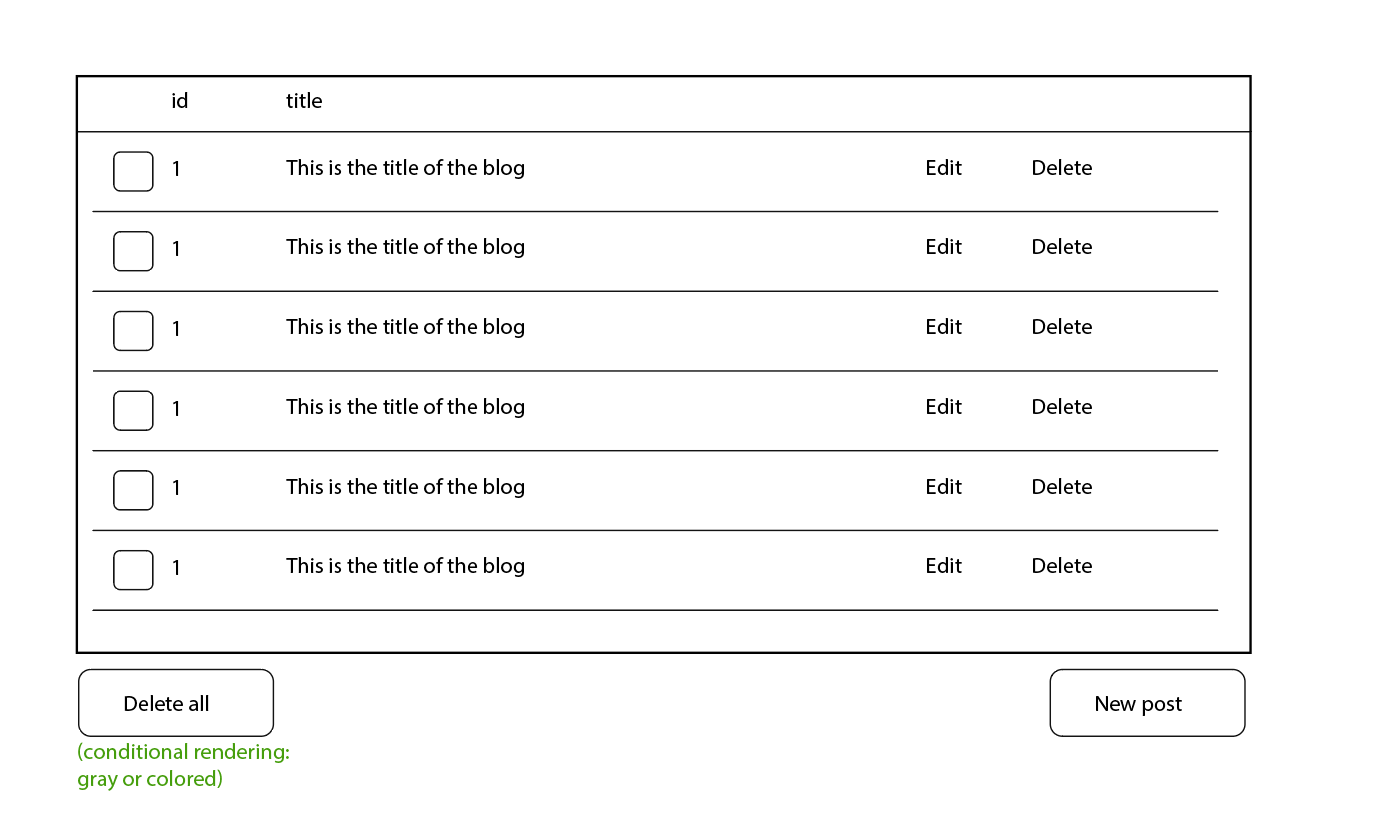 id title
1 This is the title of the blog Edit Delete
1 This is the title of the blog Edit Delete
1 This is the title of the blog Edit Delete
1 This is the title of the blog Edit Delete
1 This is the title of the blog Edit Delete
1 This is the title of the blog Edit Delete
Delete all New post
(conditional rendering:
gray or colored)